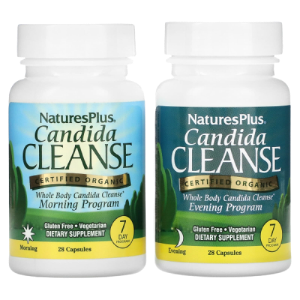 NaturesPlus®
Candida
CLEANSE
CERTIFIED ORGANIC
Whole Body Candida Cleanse*
Morning Program
Gluten Free • Vegetarian
DIETARY SUPPLEMENT
7
DAY
PROGRAM
Morning
28 Capsules
NaturesPlus®
Candida
CLEANSE
CERTIFIED ORGANIC
Whole Body Candida Cleanse*
Evening Program
Gluten Free • Vegetarian
DIETARY SUPPLEMENT
7
DAY
PROGRAM
Evening
28 Capsules